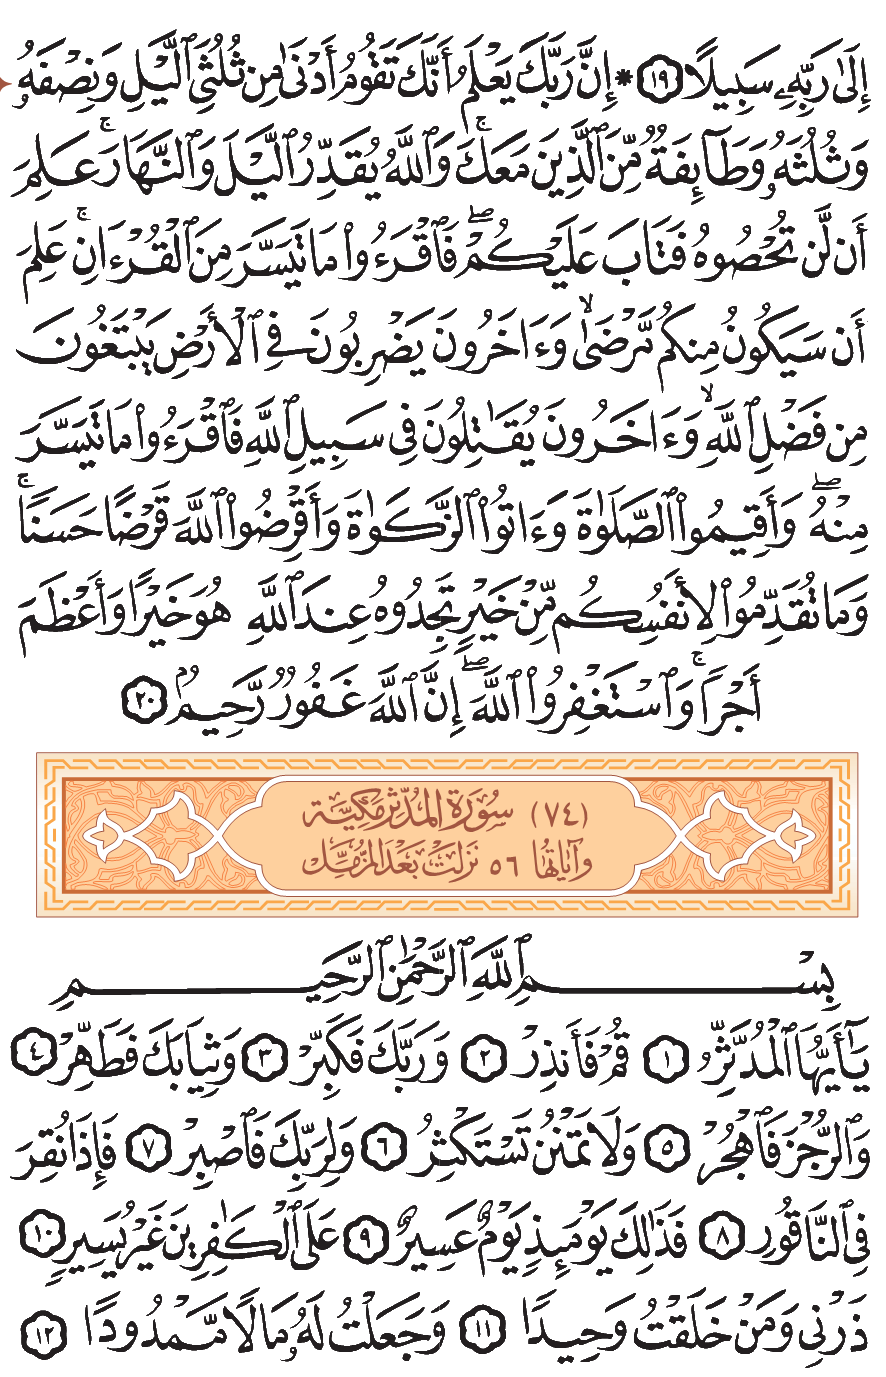 إِلَىٰ رَبِّهِۦ سَبِيلًا ١٩ * إِنَّ رَبَّكَ يَعْلَمُ أَنَّكَ تَقُومُ أَدْنَىٰ مِن ثُلُثَىِ ٱلَّيْلِ وَنِصْفَهُۥ
وَثُلُثَهُۥ وَطَآئِفَةٌ مِّنَ ٱلَّذِينَ مَعَكَۚ وَٱللَّهُ يُقَدِّرُ ٱلَّيْلَ وَٱلنَّهَارَۚ عَلِمَ
أَن لَّن تُحْصُوهُ فَتَابَ عَلَيْكُمْۖ فَٱقْرَءُوا۟ مَا تَيَسَّرَ مِنَ ٱلْقُرْءَانِۚ عَلِمَ
أَن سَيَكُونُ مِنكُم مَّرْضَىٰۙ وَءَاخَرُونَ يَضْرِبُونَ فِى ٱلْأَرْضِ يَبْتَغُونَ
مِن فَضْلِ ٱللَّهِۙ وَءَاخَرُونَ يُقَـٰتِلُونَ فِى سَبِيلِ ٱللَّهِ فَٱقْرَءُوا۟ مَا تَيَسَّرَ
مِنْهُۖ وَأَقِيمُوا۟ ٱلصَّلَوٰةَ وَءَاتُوا۟ ٱلزَّكَوٰةَ وَأَقْرِضُوا۟ ٱللَّهَ قَرْضًا حَسَنًاۚ
وَمَا تُقَدِّمُوا۟ لِأَنفُسِكُم مِّنْ خَيْرٍ تَجِدُوهُ عِندَ ٱللَّهِ هُوَ خَيْرًا وَأَعْظَمَ
أَجْرًاۚ وَٱسْتَغْفِرُوا۟ ٱللَّهَۖ إِنَّ ٱللَّهَ غَفُورٌ رَّحِيمٌۢ ٢٠
(٧٤) سُورَةُ المُدَّثِّر مَكِّيَّة
وَآيَاتُهَا ٥٦ نَزَلَتْ بَعْدَ المُزَّمِّل
بِسْمِ ٱللَّهِ ٱلرَّحْمَـٰنِ ٱلرَّحِيمِ
يَـٰٓأَيُّهَا ٱلْمُدَّثِّرُ ١ قُمْ فَأَنذِرْ ٢ وَرَبَّكَ فَكَبِّرْ ٣ وَثِيَابَكَ فَطَهِّرْ ٤
وَٱلرُّجْزَ فَٱهْجُرْ ٥ وَلَا تَمْنُن تَسْتَكْثِرُ ٦ وَلِرَبِّكَ فَٱصْبِرْ ٧ فَإِذَا نُقِرَ
فِى ٱلنَّاقُورِ ٨ فَذَٰلِكَ يَوْمَئِذٍ يَوْمٌ عَسِيرٌ ٩ عَلَى ٱلْكَـٰفِرِينَ غَيْرُ يَسِيرٍ ١٠
ذَرْنِى وَمَنْ خَلَقْتُ وَحِيدًا ١١ وَجَعَلْتُ لَهُۥ مَالًا مَّمْدُودًا ١٢